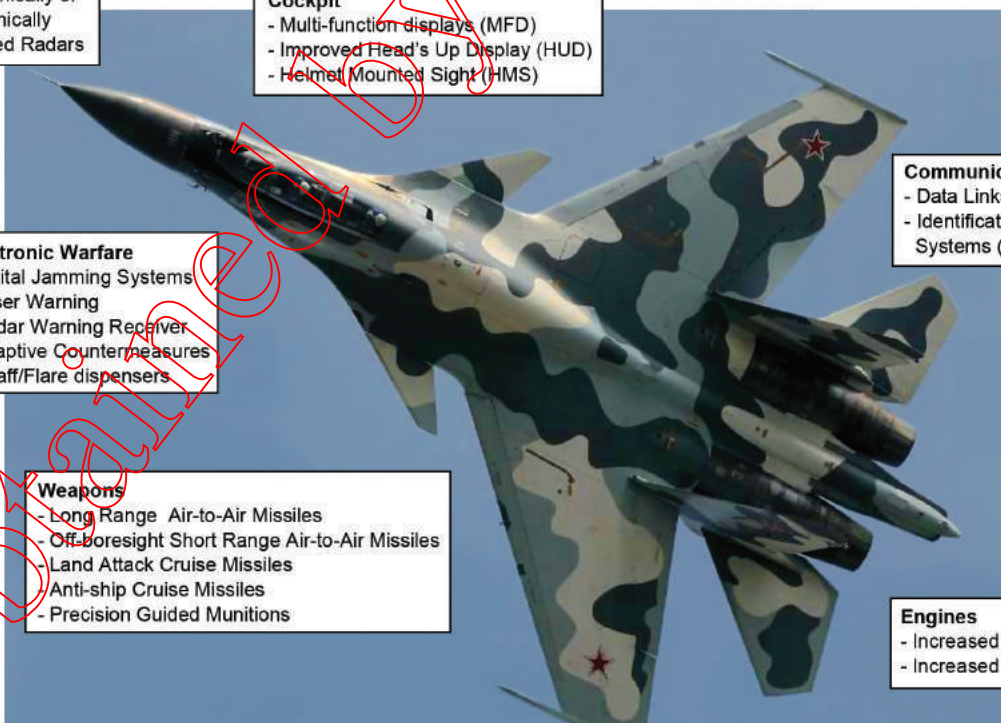 ed Radars
Cockpit
- Multi-function displays (MFD)
- Improved Head's Up Display (HUD)
- Helmet Mounted Sight (HMS)
- Data Link
- Identificat
Systems (
tronic Warfare
ital Jamming Systems
ser Warning
dar Warning Receiver
aptive Countermeasures
aff/Flare dispensers
Weapons
- Long Range Air-to-Air Missiles
- Off-boresight Short Range Air-to-Air Missiles
- Land Attack Cruise Missiles
- Anti-ship Cruise Missiles
- Precision Guided Munitions
Engines
- Increased
- Increased
Obtained by